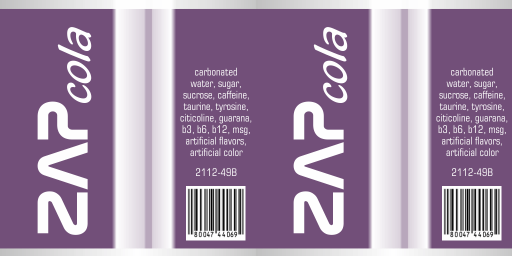 ZAP cola
carbonated
water, sugar,
sucrose, caffeine,
taurine, tyrosine,
citicoline, guarana,
b3, b6, b12, msg,
artificial flavors,
artificial color
2112-49B
80047 44069
ZAP cola
carbonated
water, sugar,
sucrose, caffeine,
taurine, tyrosine,
citicoline, guarana,
b3, b6, b12, msg,
artificial flavors,
artificial color
2112-49B
80047 44069